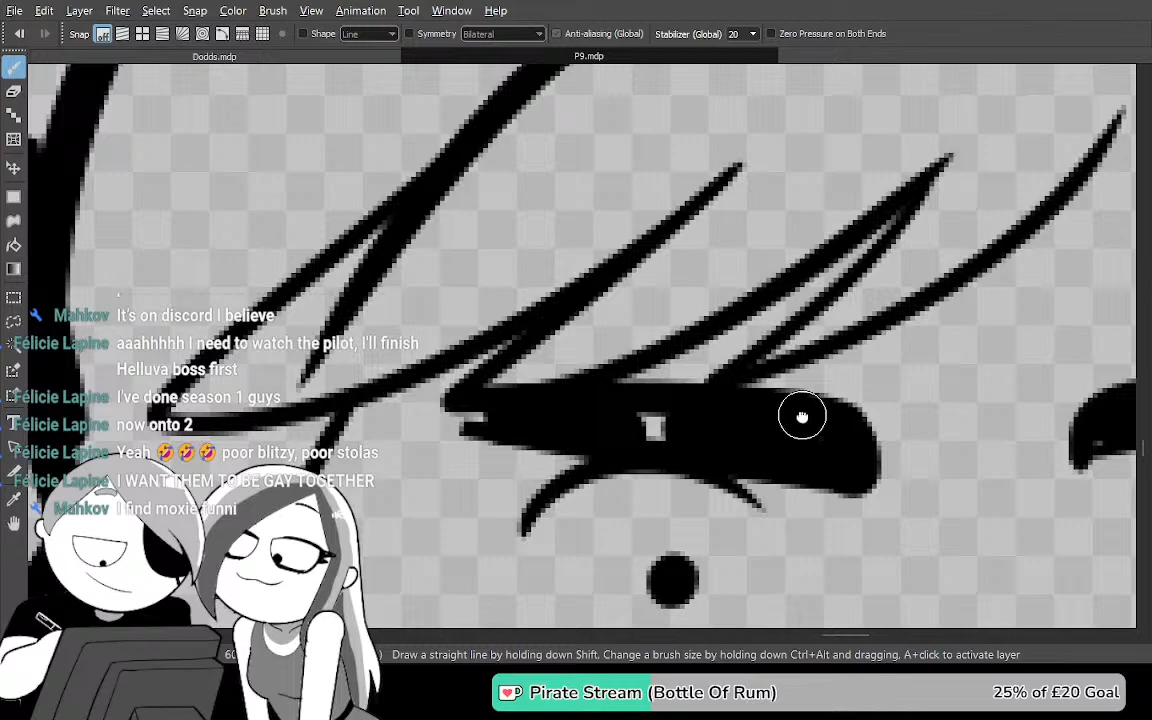 File Edit Layer Filter Select Snap Color Brush View Animation Tool Window Help
Snap off Shape Line Symmetry Bilateral Anti-aliasing (Global) Stabilizer (Global) 20 Zero Pressure on Both Ends
Dodds.mdp P9.mdp
Mahkov It's on discord I believe
Félicie Lapine aaahhhhh I need to watch the pilot, I'll finish
Helluva boss first
Félicie Lapine I've done season 1 guys
Félicie Lapine now onto 2
Félicie Lapine Yeah 🤣 🤣 🤣 poor blitzy, poor stolas
Félicie Lapine I WANT THEM TO BE GAY TOGETHER
Mahkov I find moxie funni
Draw a straight line by holding down Shift. Change a brush size by holding down Ctrl+Alt and dragging, A+click to activate layer
Pirate Stream (Bottle Of Rum) 25% of £20 Goal